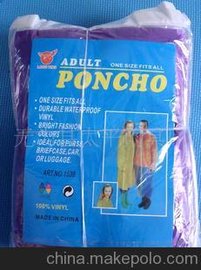 ADULT
ONE SIZE FITS ALL
PONCHO
• ONE SIZE FITS ALL
• DURABLE WATERPROOF
VINYL
• BRIGHT FASHION
COLORS
• IDEAL FOR PURSE,
BRIEFCASE, CAR,
OR LUGGAGE
100% VINYL
MADE IN CHINA
www.makepolo.com